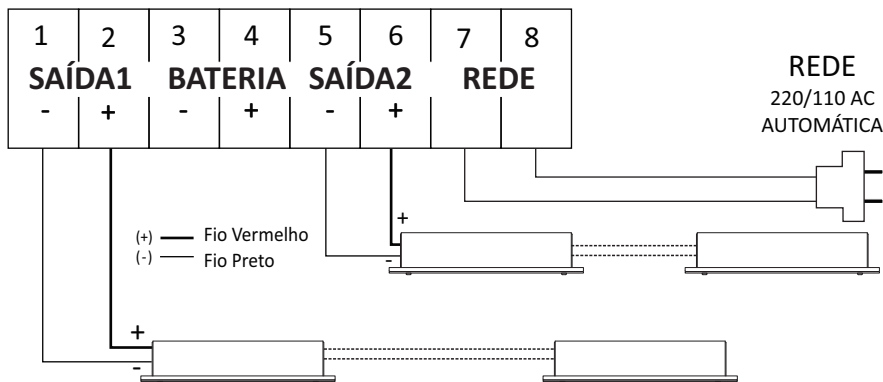 1 2 3 4 5 6 7 8
SAÍDA1 BATERIA SAÍDA2 REDE
- + - + - +
REDE
220/110 AC
AUTOMÁTICA
+
-
(+) Fio Vermelho
(-) Fio Preto
+
-